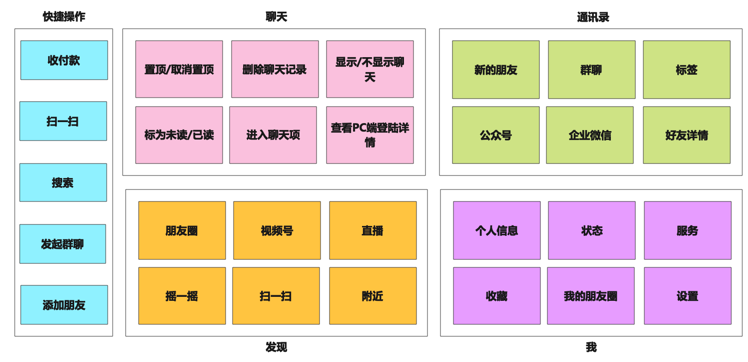 快捷操作
收付款
扫一扫
搜索
发起群聊
添加朋友
聊天
置顶/取消置顶
删除聊天记录
显示/不显示聊
天
标为未读/已读
进入聊天项
查看PC端登陆详
情
通讯录
新的朋友
群聊
标签
公众号
企业微信
好友详情
朋友圈
视频号
直播
摇一摇
扫一扫
附近
发现
个人信息
状态
服务
收藏
我的朋友圈
设置
我